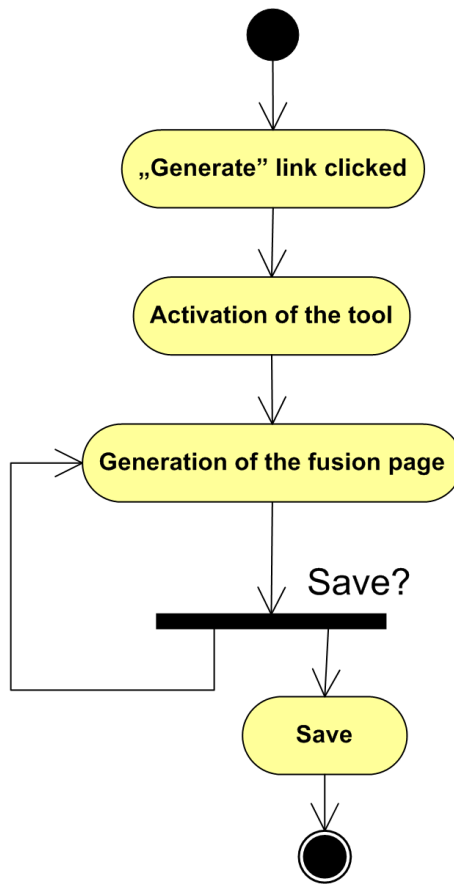 „Generate” link clicked
Activation of the tool
Generation of the fusion page
Save?
Save